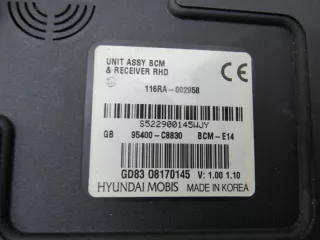 UNIT ASSY BCM
& RECEIVER RHD
CE
116RA-002958
S522900145WJY
GB 95400-C8830 BCM-E14
GD83 08170145 V: 1.00 1.10
HYUNDAI MOBIS MADE IN KOREA